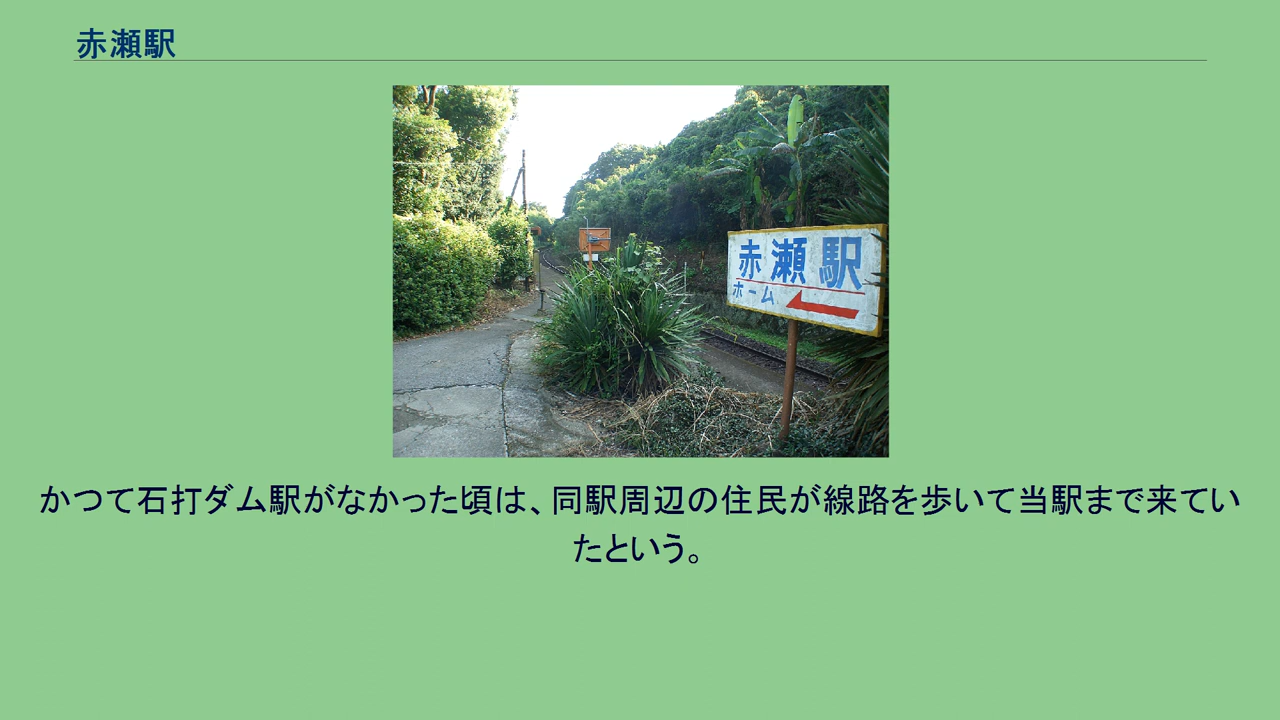 赤瀬駅
赤瀬駅
ホーム
かつて石打ダム駅がなかった頃は、同駅周辺の住民が線路を歩いて当駅まで来てい
たという。